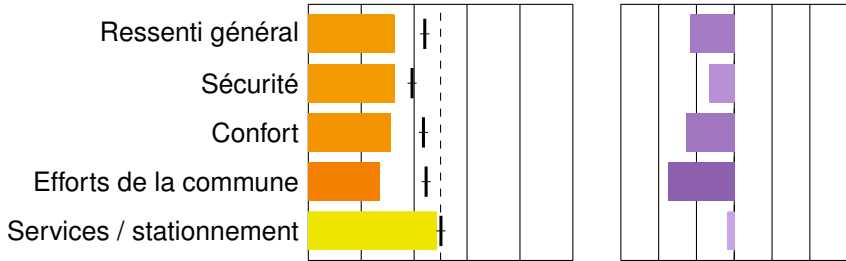 Ressenti général
Sécurité
Confort
Efforts de la commune
Services / stationnement